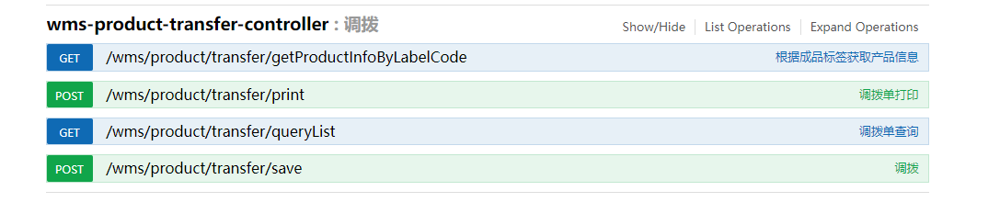 wms-product-transfer-controller : 调拨
Show/Hide List Operations Expand Operations
GET /wms/product/transfer/getProductInfoByLabelCode 根据成品标签获取产品信息
POST /wms/product/transfer/print 调拨单打印
GET /wms/product/transfer/queryList 调拨单查询
POST /wms/product/transfer/save 调拨